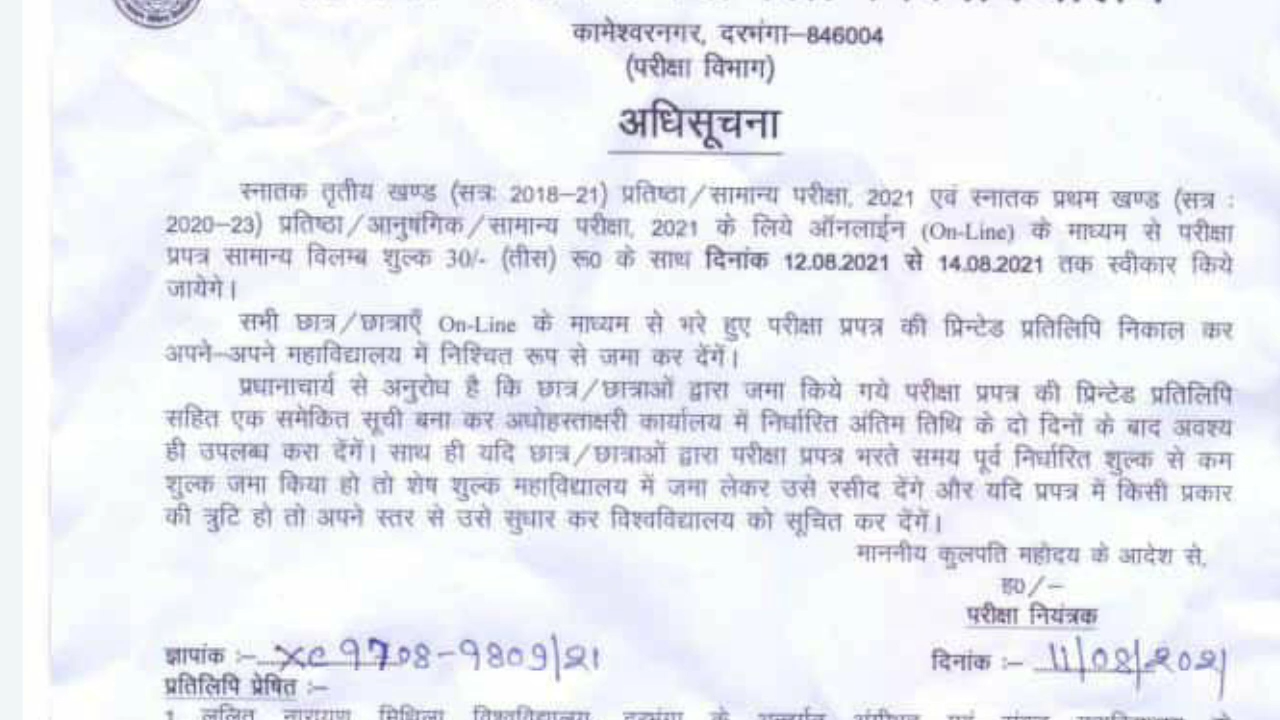 कामेश्वरनगर, दरभंगा–846004
(परीक्षा विभाग)
अधिसूचना
स्नातक तृतीय खण्ड (सत्र: 2018–21) प्रतिष्ठा/सामान्य परीक्षा, 2021 एवं स्नातक प्रथम खण्ड (सत्र :
2020–23) प्रतिष्ठा/आनुषंगिक/सामान्य परीक्षा, 2021 के लिये ऑनलाईन (On-Line) के माध्यम से परीक्षा
प्रपत्र सामान्य विलम्ब शुल्क 30/- (तीस) रू0 के साथ दिनांक 12.08.2021 से 14.08.2021 तक स्वीकार किये
जायेगे।
सभी छात्र/छात्राएँ On-Line के माध्यम से भरे हुए परीक्षा प्रपत्र की प्रिन्टेड प्रतिलिपि निकाल कर
अपने–अपने महाविद्यालय में निश्चित रूप से जमा कर देंगें।
प्रधानाचार्य से अनुरोध है कि छात्र/छात्राओं द्वारा जमा किये गये परीक्षा प्रपत्र की प्रिन्टेड प्रतिलिपि
सहित एक समेकित सूची बना कर अधोहस्ताक्षरी कार्यालय में निर्धारित अंतिम तिथि के दो दिनों के बाद अवश्य
ही उपलब्ध करा देंगें। साथ ही यदि छात्र/छात्राओं द्वारा परीक्षा प्रपत्र भरते समय पूर्व निर्धारित शुल्क से कम
शुल्क जमा किया हो तो शेष शुल्क महाविद्यालय में जमा लेकर उसे रसीद देंगे और यदि प्रपत्र में किसी प्रकार
की त्रुटि हो तो अपने स्तर से उसे सुधार कर विश्वविद्यालय को सूचित कर देंगें।
माननीय कुलपति महोदय के आदेश से,
ह0/–
परीक्षा नियंत्रक
ज्ञापांक :– XC 9708-9809/21
दिनांक :– 11/08/2021
प्रतिलिपि प्रेषित :–
1. ललित नारायण मिथिला विश्वविद्यालय, दरभंगा के